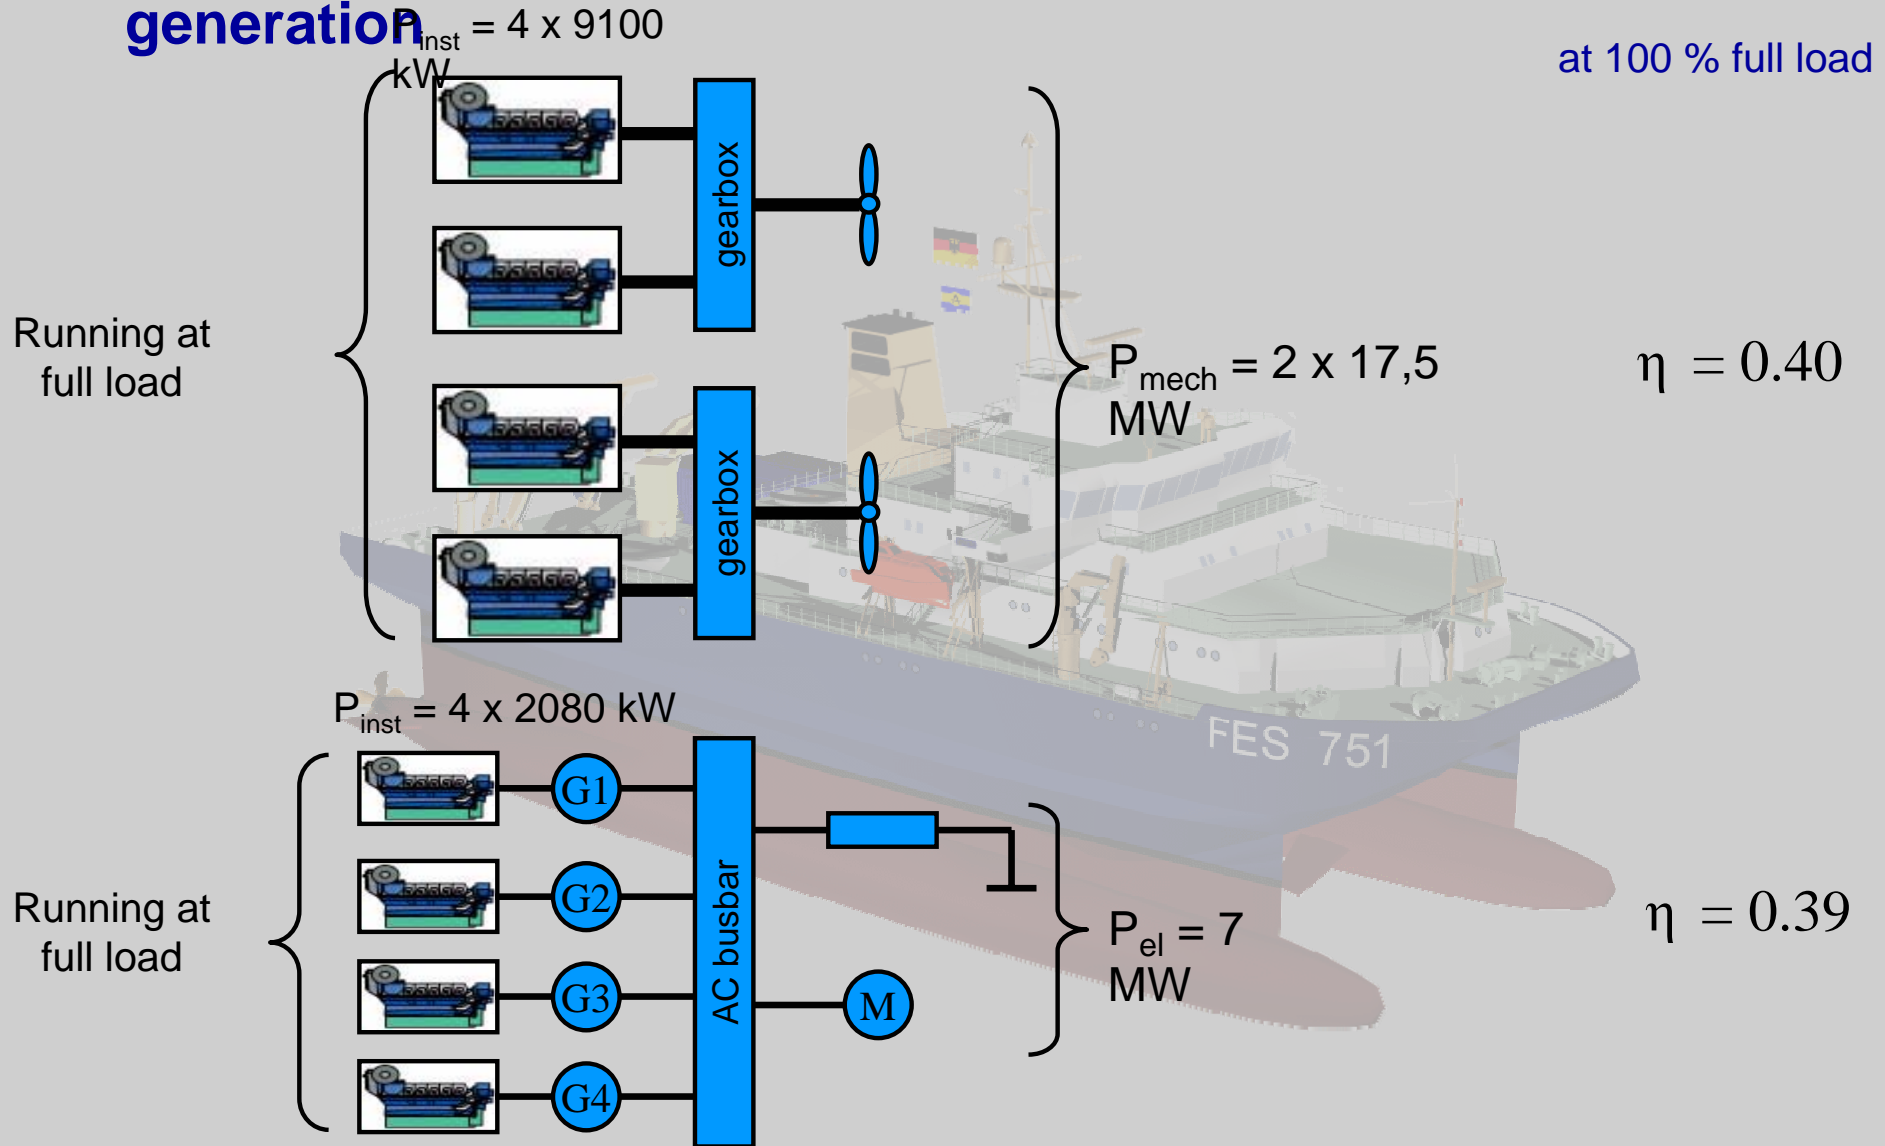 generation
P_inst = 4 x 9100
kW
at 100 % full load
gearbox
Running at
full load
P_mech = 2 x 17,5
MW
η = 0.40
gearbox
P_inst = 4 x 2080 kW
FES 751
G1
G2
Running at
full load
AC busbar
P_el = 7
MW
η = 0.39
G3
M
G4